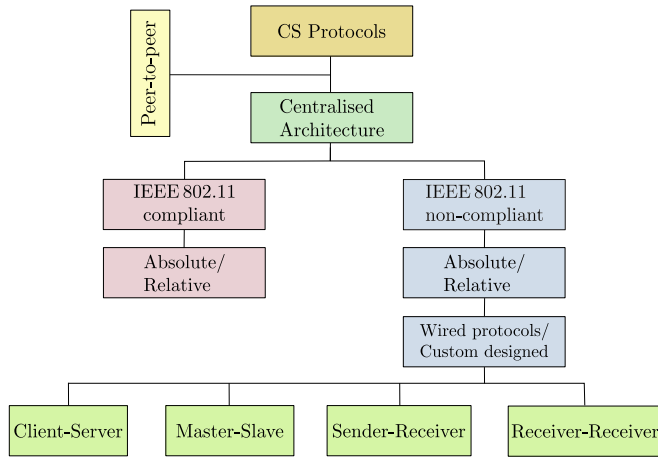 CS Protocols
Peer-to-peer
Centralised
Architecture
IEEE 802.11
compliant
IEEE 802.11
non-compliant
Absolute/
Relative
Absolute/
Relative
Wired protocols/
Custom designed
Client-Server
Master-Slave
Sender-Receiver
Receiver-Receiver